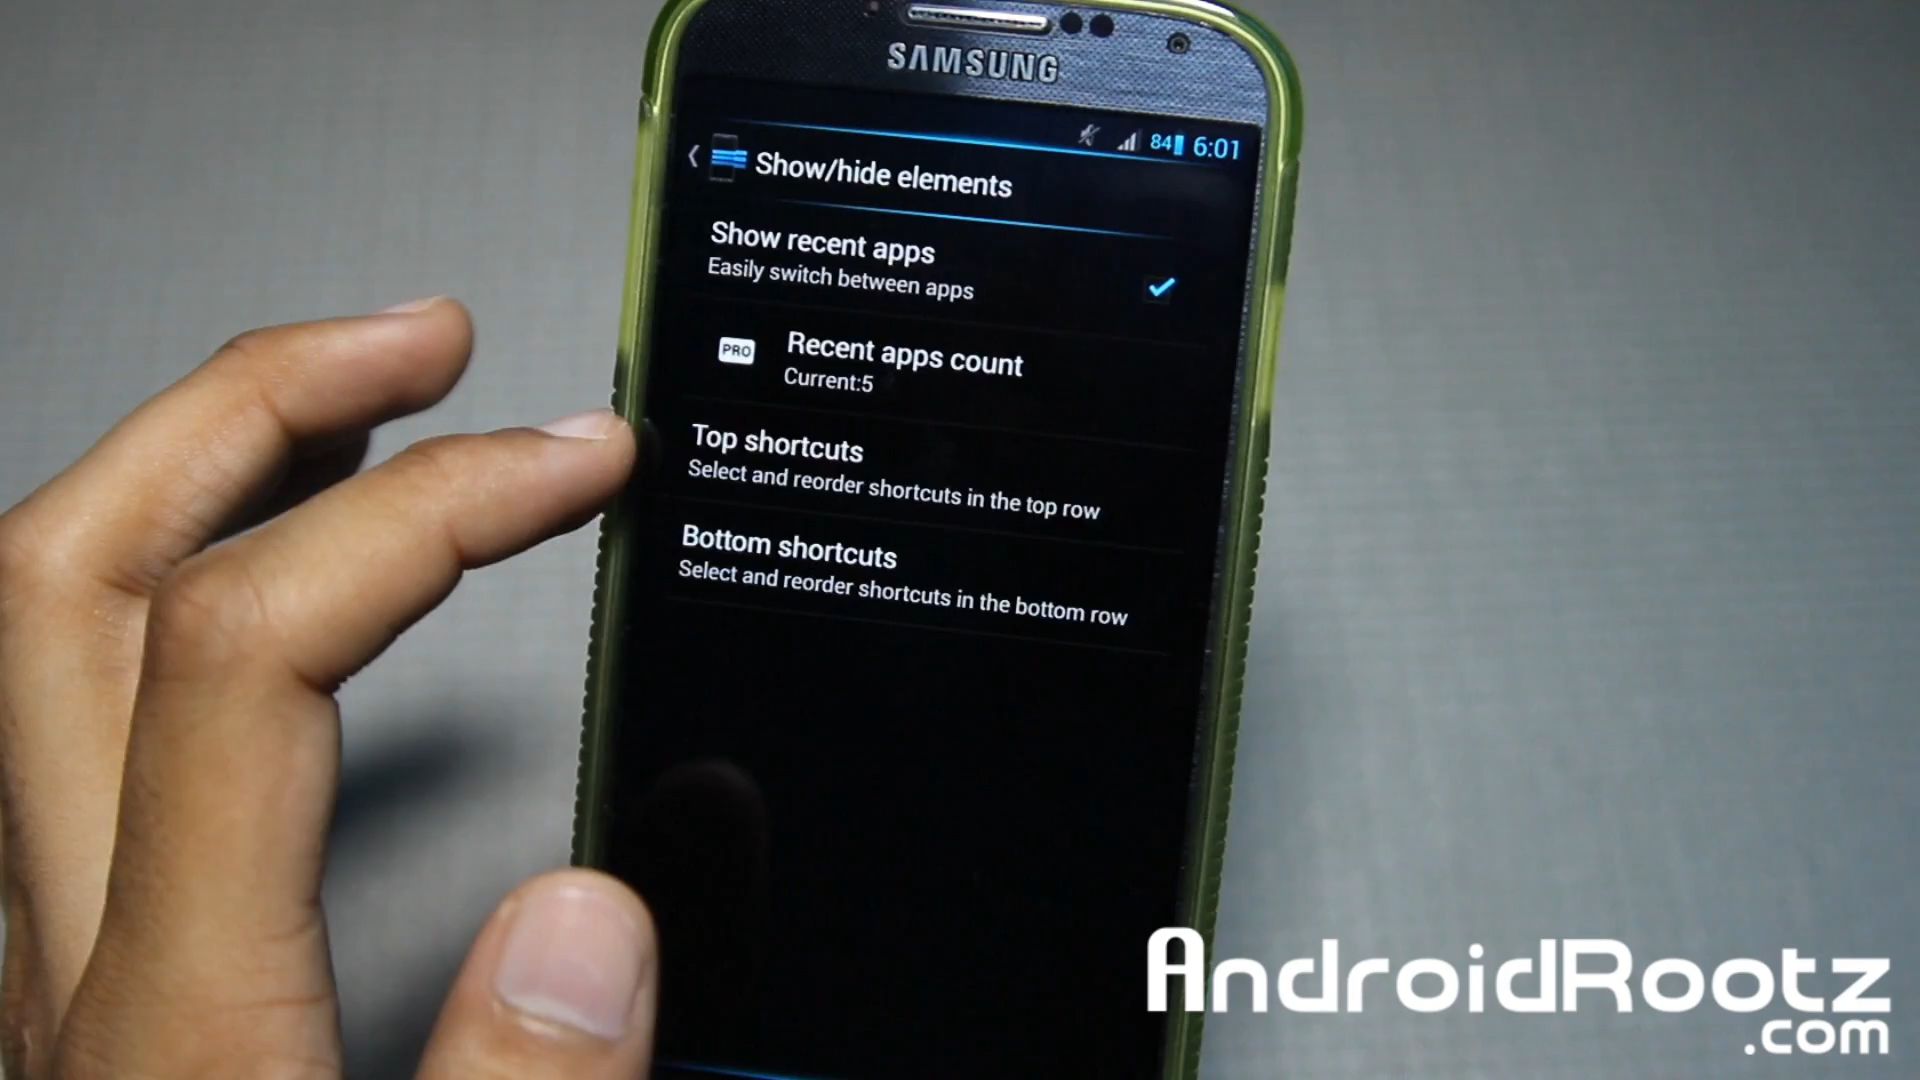 SAMSUNG
84 6:01
Show/hide elements
Show recent apps
Easily switch between apps
PRO
Recent apps count
Current:5
Top shortcuts
Select and reorder shortcuts in the top row
Bottom shortcuts
Select and reorder shortcuts in the bottom row
AndroidRootz
.com